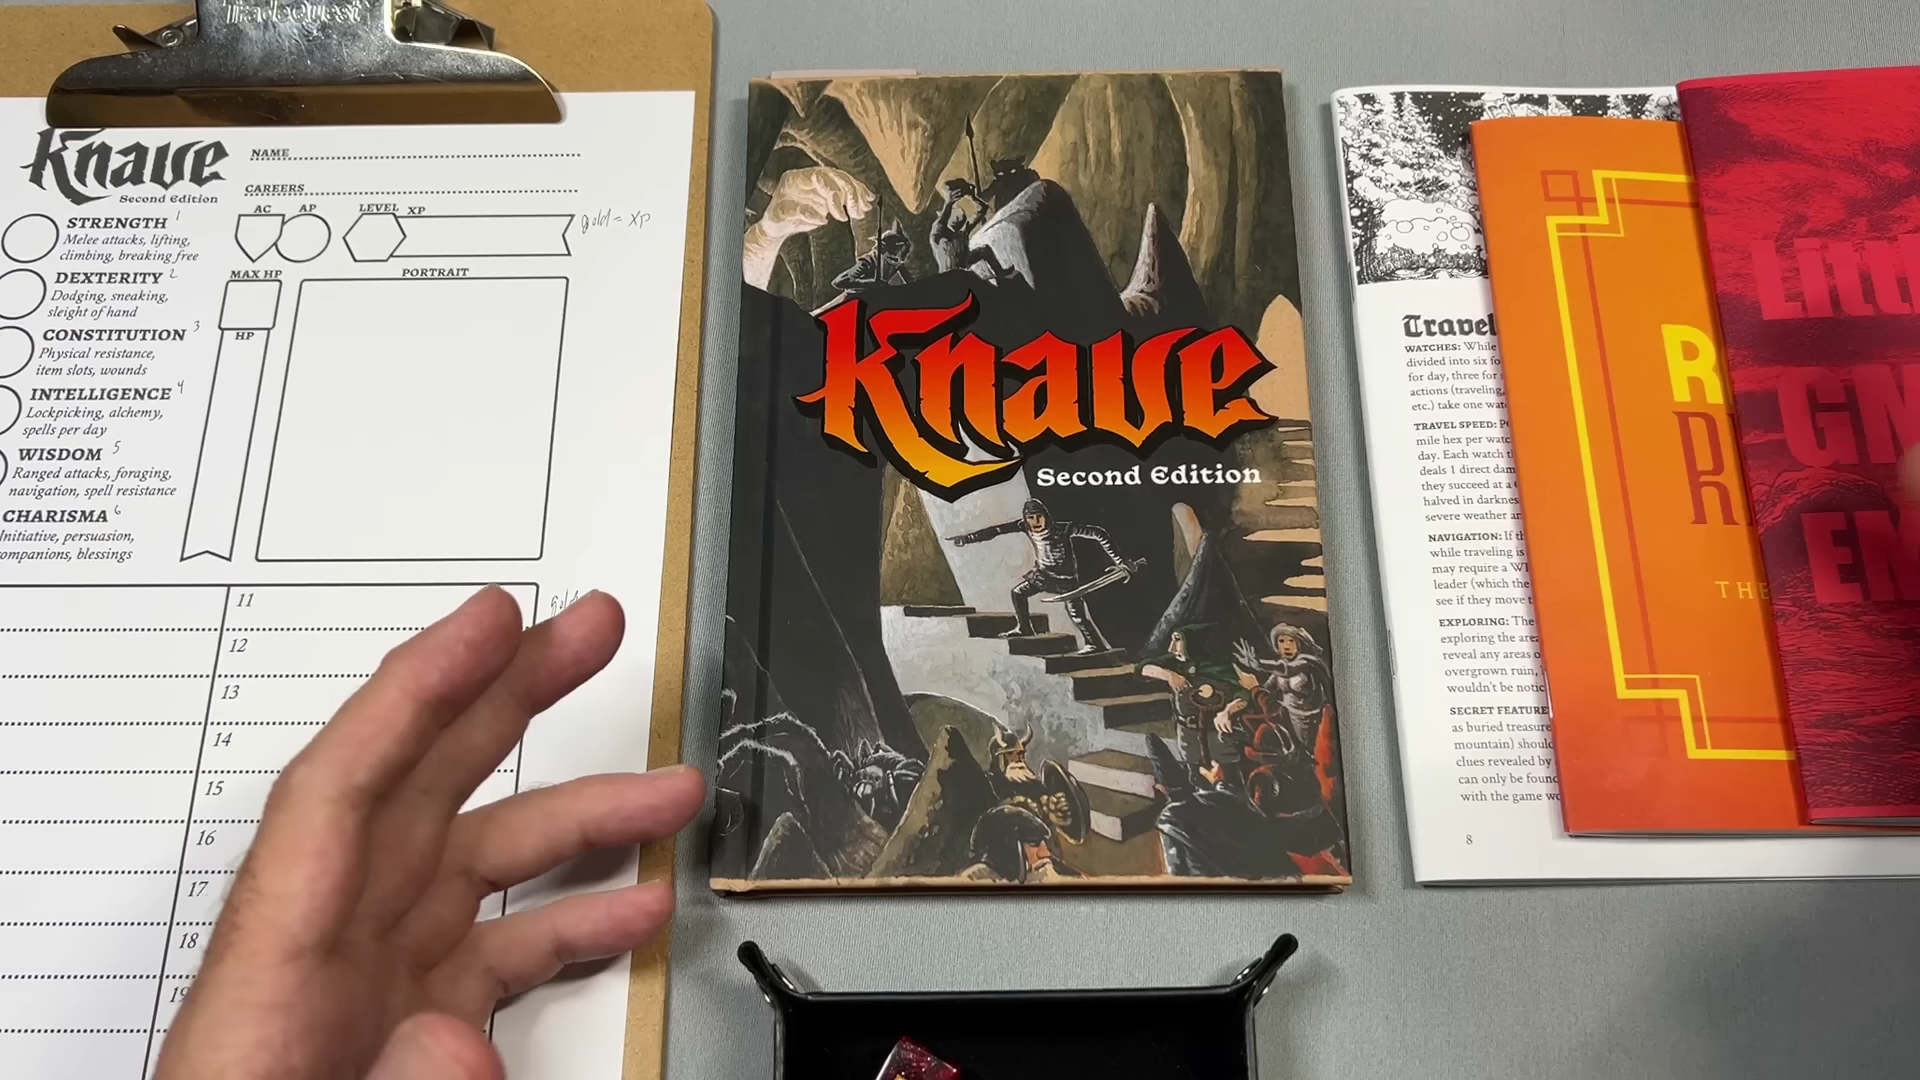 TradeQuest
Knave
Second Edition
NAME
CAREERS
AC AP LEVEL XP
gold = XP
STRENGTH 1
Melee attacks, lifting,
climbing, breaking free
DEXTERITY 2
Dodging, sneaking,
sleight of hand
CONSTITUTION 3
Physical resistance,
item slots, wounds
INTELLIGENCE 4
Lockpicking, alchemy,
spells per day
WISDOM 5
Ranged attacks, foraging,
navigation, spell resistance
CHARISMA 6
Initiative, persuasion,
companions, blessings
MAX HP
HP
PORTRAIT
11
12
13
14
15
16
17
18
19
Knave
Second Edition
Travel
WATCHES: While
divided into six fo
for day, three for
actions (traveling,
etc.) take one wat
TRAVEL SPEED:
mile hex per watc
day. Each watch
deals 1 direct dam
they succeed at a
halved in darknes
severe weather
NAVIGATION: If
while traveling is
may require a WI
leader (which the
see if they move
EXPLORING: The
exploring the area
reveal any areas
overgrown ruin,
wouldn't be notic
SECRET FEATURE
as buried treasure
mountain) should
clues revealed by
can only be found
with the game wo
8
R
THE
Littl
GM
EM